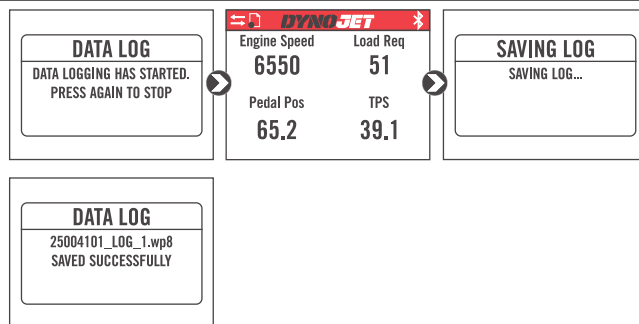 DATA LOG
DATA LOGGING HAS STARTED.
PRESS AGAIN TO STOP
DYNOJET
Engine Speed Load Req
6550 51
Pedal Pos TPS
65.2 39.1
SAVING LOG
SAVING LOG...
DATA LOG
25004101_LOG_1.wp8
SAVED SUCCESSFULLY